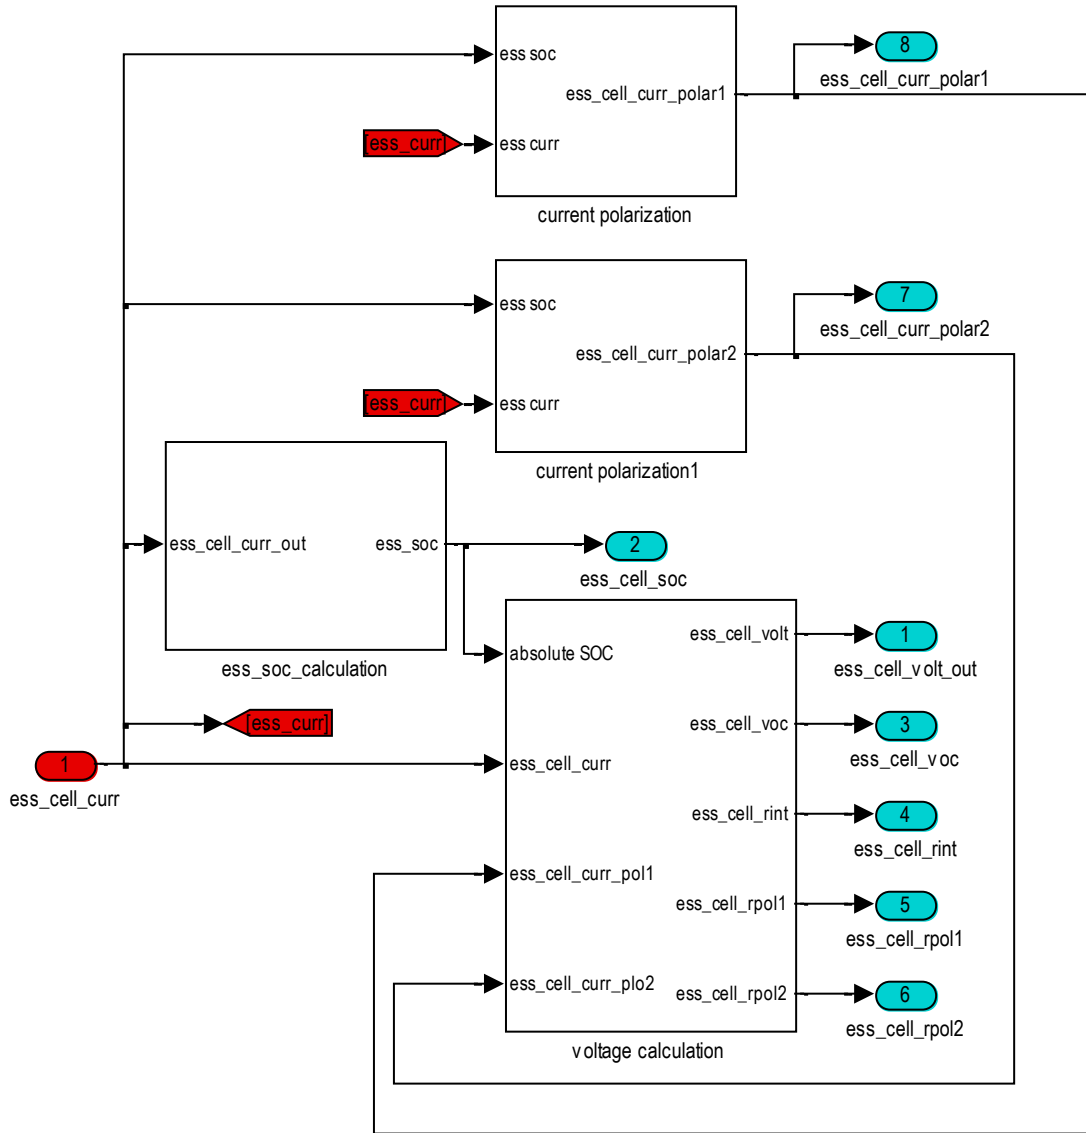 ess soc
ess_cell_curr_polar1
[ess_curr]
ess curr
current polarization
8
ess_cell_curr_polar1
ess soc
ess_cell_curr_polar2
[ess_curr]
ess curr
current polarization1
7
ess_cell_curr_polar2
ess_cell_curr_out
ess_soc
ess_soc_calculation
2
ess_cell_soc
[ess_curr]
1
ess_cell_curr
absolute SOC
ess_cell_curr
ess_cell_curr_pol1
ess_cell_curr_plo2
ess_cell_volt
ess_cell_voc
ess_cell_rint
ess_cell_rpol1
ess_cell_rpol2
voltage calculation
1
ess_cell_volt_out
3
ess_cell_voc
4
ess_cell_rint
5
ess_cell_rpol1
6
ess_cell_rpol2